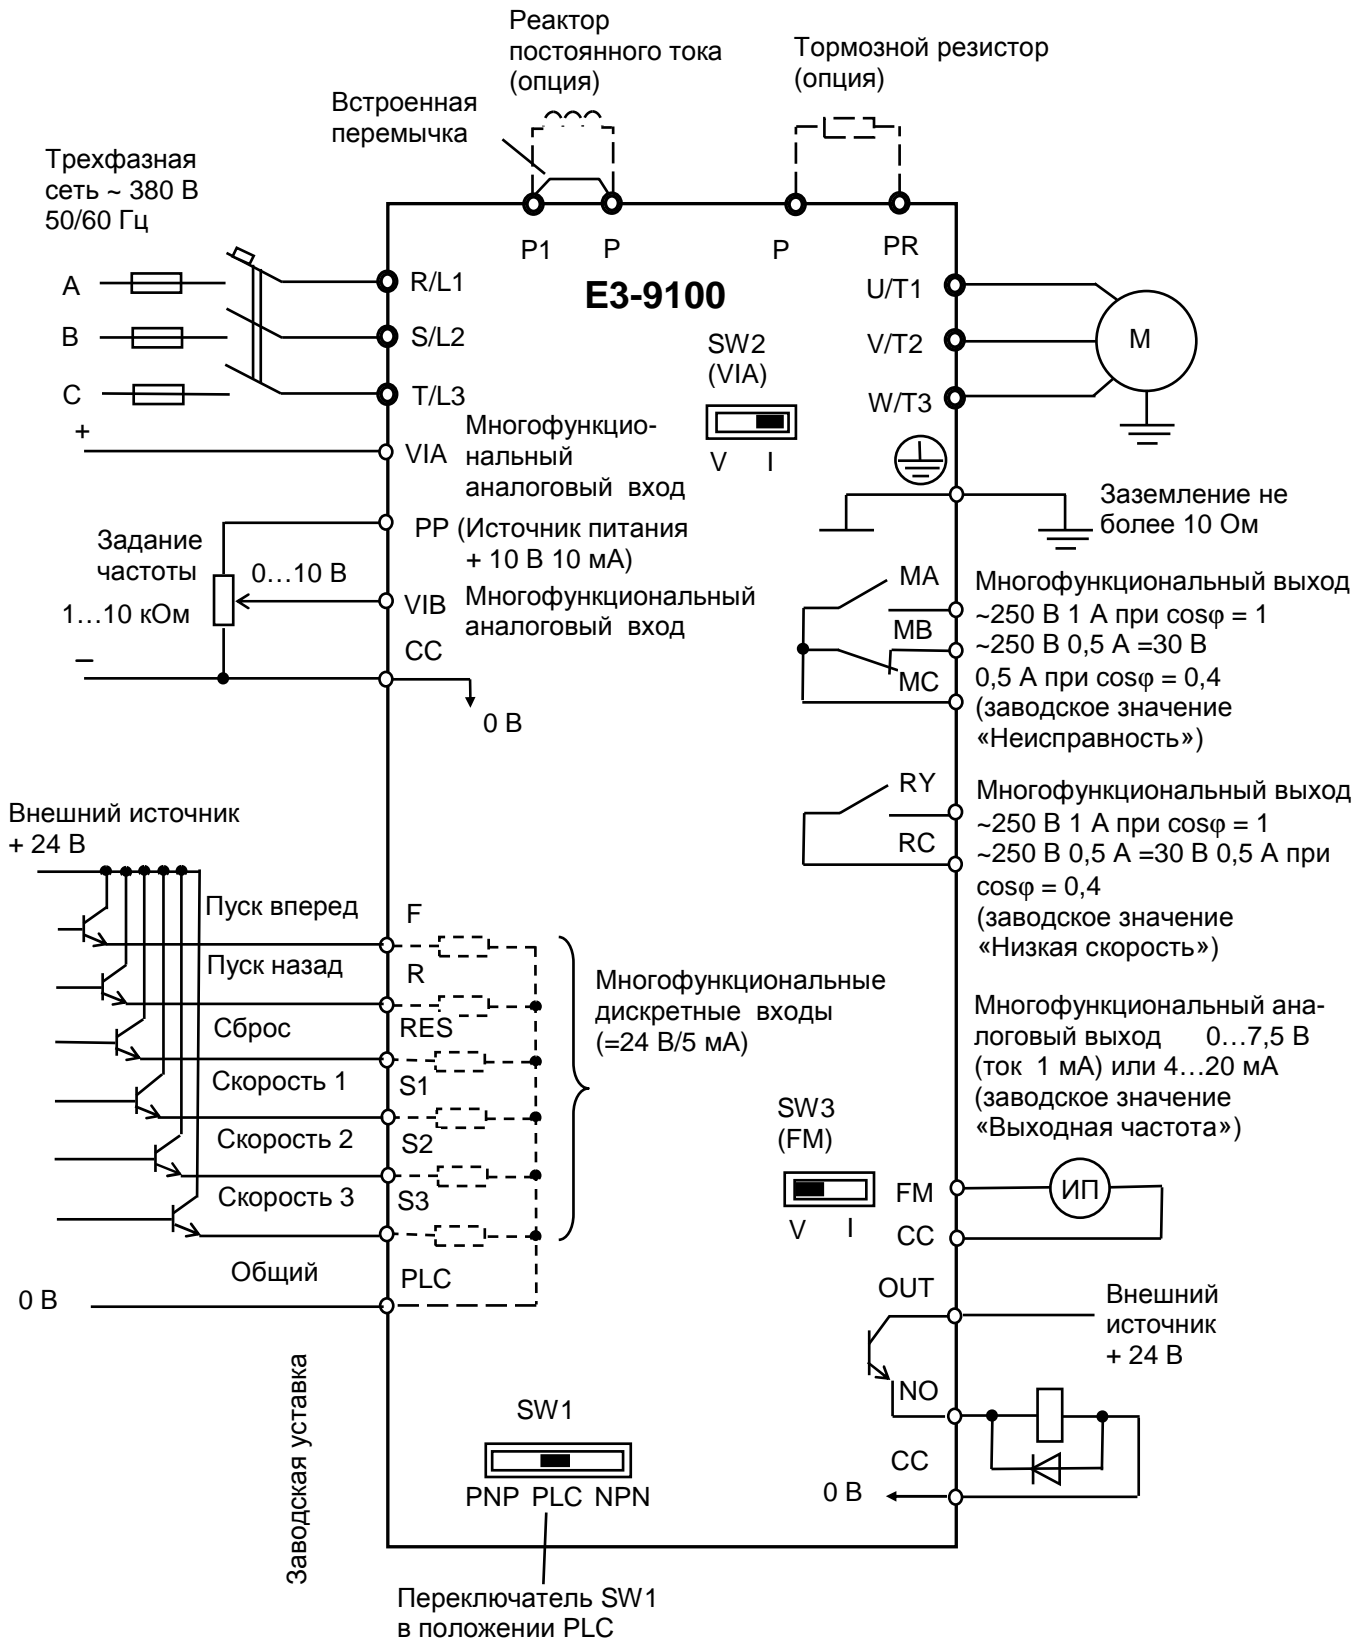 Реактор
постоянного тока
(опция)
Тормозной резистор
(опция)
Встроенная
перемычка
Трехфазная
сеть ~ 380 В
50/60 Гц
P1
P
P
PR
E3-9100
A
R/L1
U/T1
B
S/L2
V/T2
M
C
T/L3
W/T3
SW2
(VIA)
V
I
+
VIA
Многофункцио-
нальный
аналоговый вход
Заземление не
более 10 Ом
PP (Источник питания
+ 10 В 10 мА)
Задание
частоты
0…10 В
1…10 кОм
VIB
Многофункциональный
аналоговый вход
CC
–
0 В
MA
MB
MC
Многофункциональный выход
~250 В 1 А при cosφ = 1
~250 В 0,5 А =30 В
0,5 А при cosφ = 0,4
(заводское значение
«Неисправность»)
RY
RC
Многофункциональный выход
~250 В 1 А при cosφ = 1
~250 В 0,5 А =30 В 0,5 А при
cosφ = 0,4
(заводское значение
«Низкая скорость»)
Внешний источник
+ 24 В
Пуск вперед
F
Пуск назад
R
Сброс
RES
Скорость 1
S1
Скорость 2
S2
Скорость 3
S3
Общий
PLC
0 В
Многофункциональные
дискретные входы
(=24 В/5 мА)
Многофункциональный ана-
логовый выход 0…7,5 В
(ток 1 мА) или 4…20 мА
(заводское значение
«Выходная частота»)
SW3
(FM)
V
I
FM
ИП
CC
OUT
Внешний
источник
+ 24 В
NO
CC
0 В
Заводская уставка
SW1
PNP PLC NPN
Переключатель SW1
в положении PLC